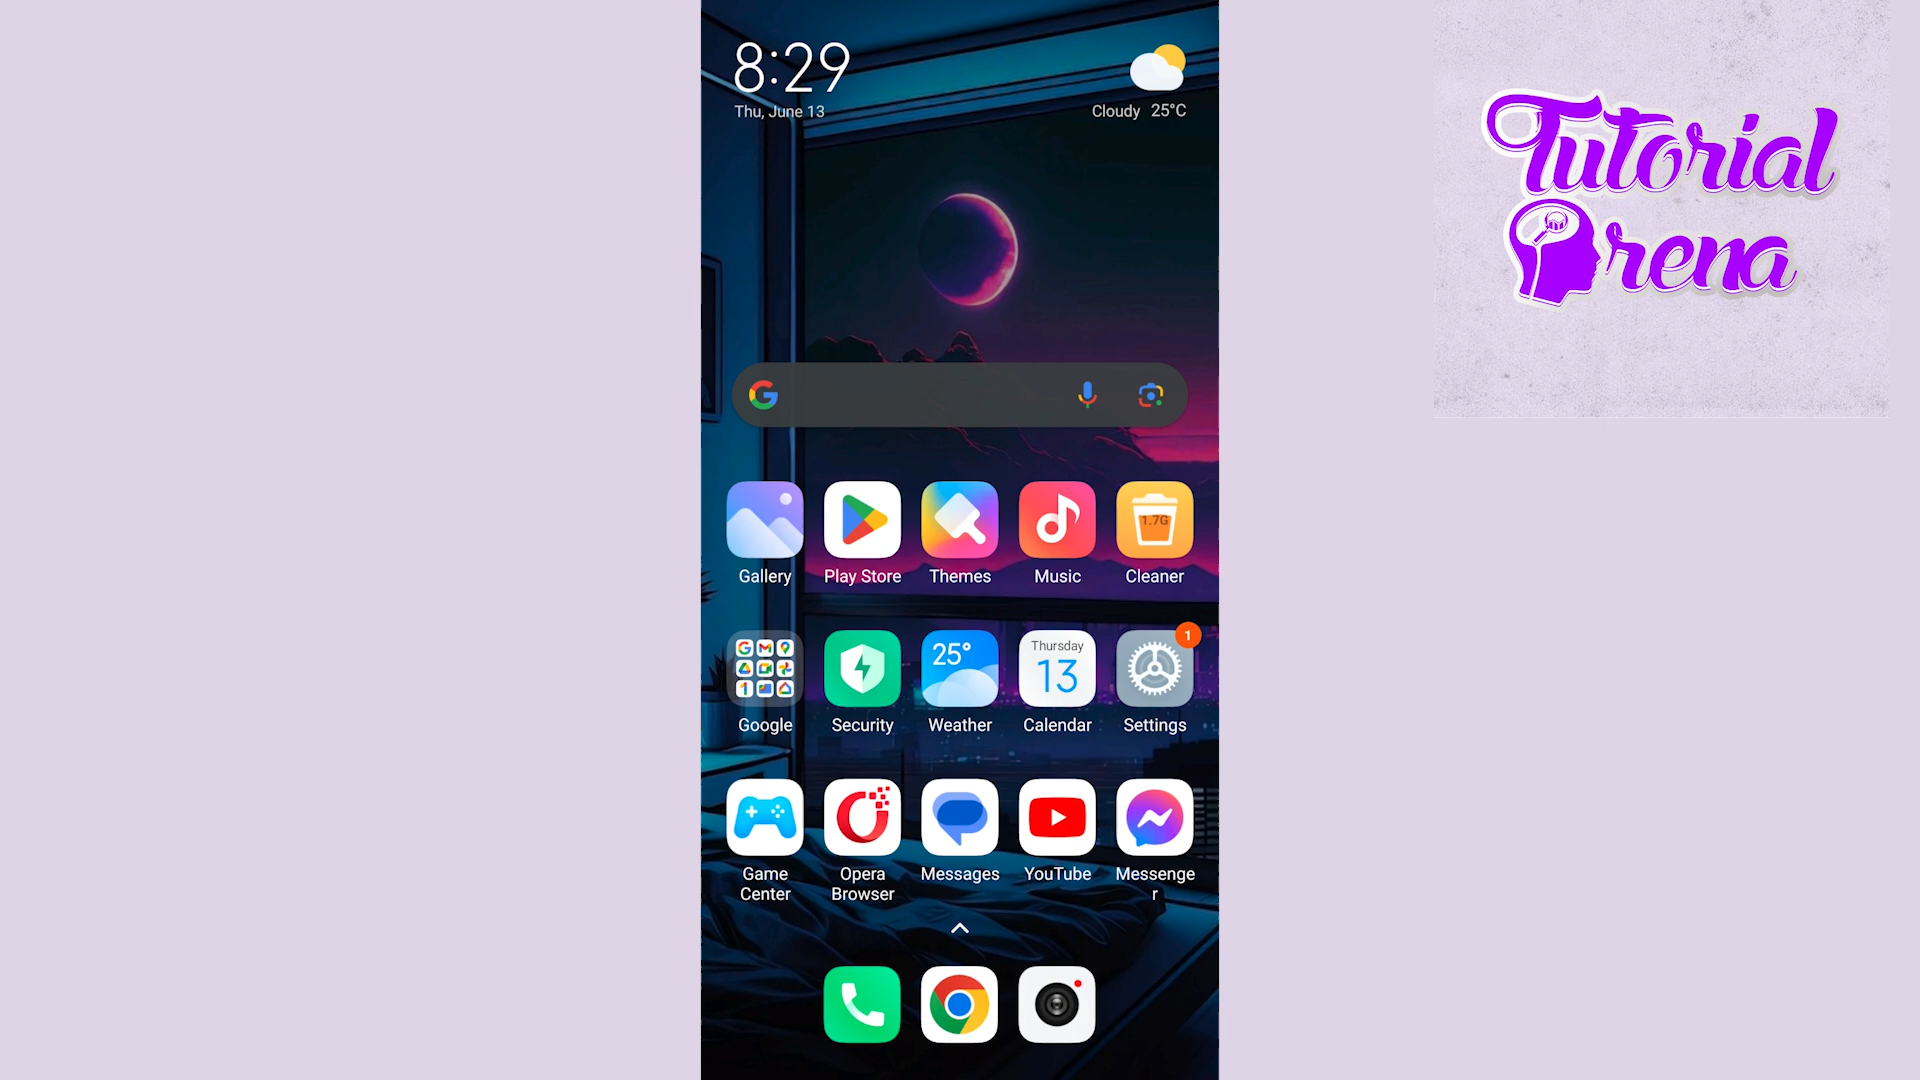 8:29
Thu, June 13
Cloudy 25°C
Tutorial
Arena
G
1.7G
Gallery Play Store Themes Music Cleaner
25°
Thursday
13
1
Google Security Weather Calendar Settings
Game
Center
Opera
Browser
Messages YouTube Messenge
r